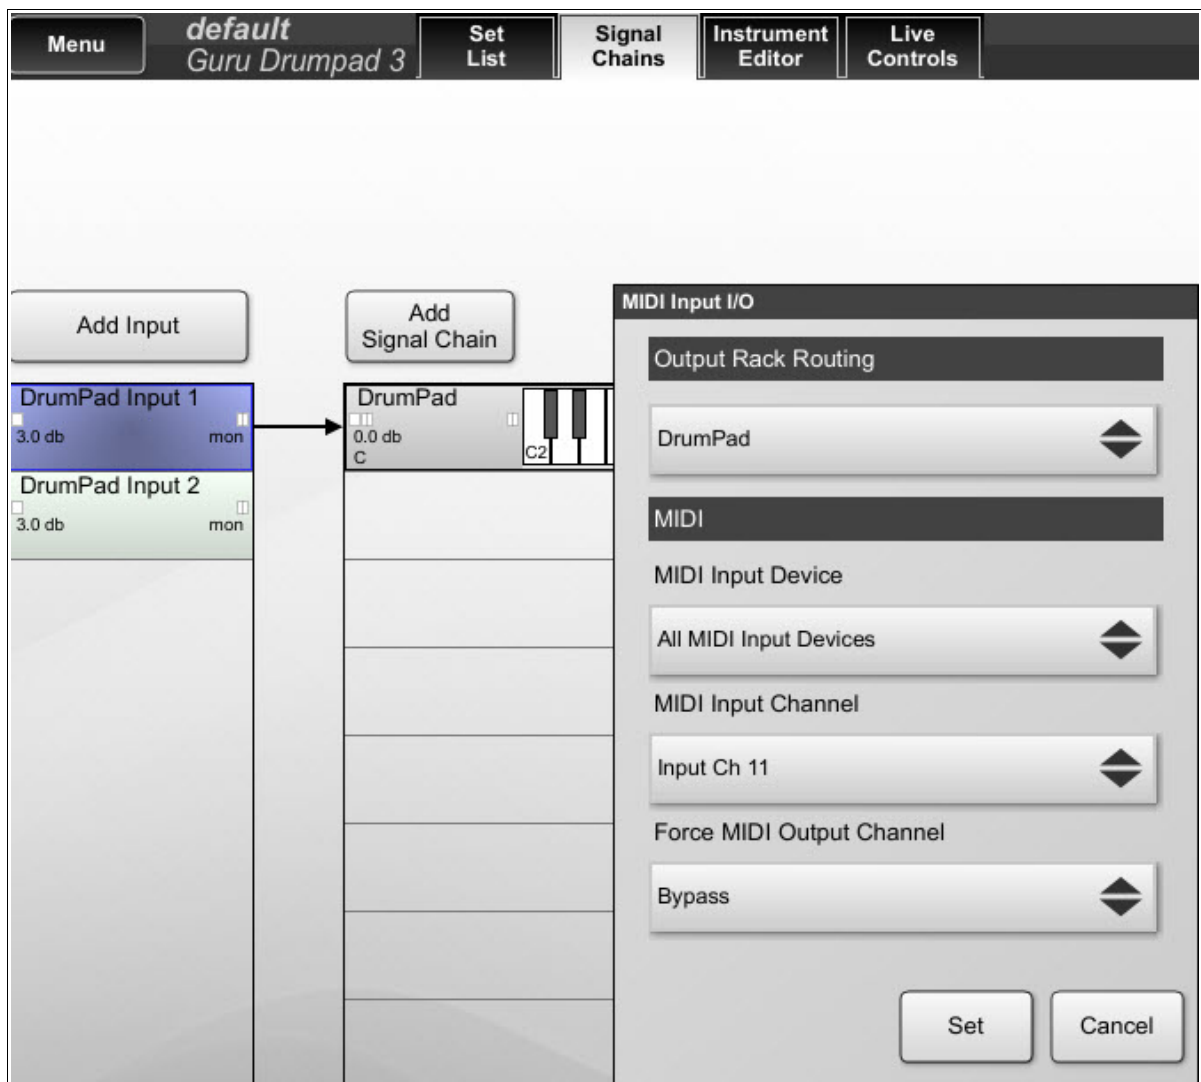 Menu
default
Guru Drumpad 3
Set
List
Signal
Chains
Instrument
Editor
Live
Controls
Add Input
Add
Signal Chain
DrumPad Input 1
3.0 db
mon
DrumPad Input 2
3.0 db
mon
DrumPad
0.0 db
C
C2
MIDI Input I/O
Output Rack Routing
DrumPad
MIDI
MIDI Input Device
All MIDI Input Devices
MIDI Input Channel
Input Ch 11
Force MIDI Output Channel
Bypass
Set
Cancel